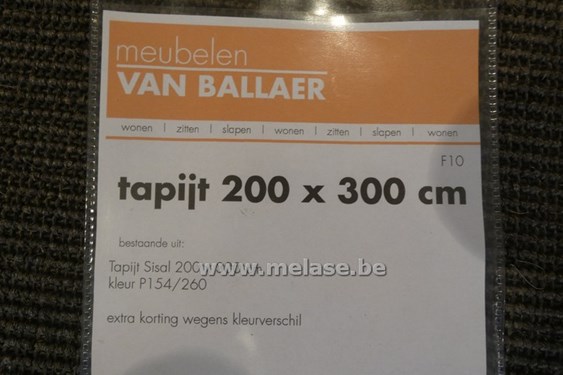 meubelen
VAN BALLAER
wonen | zitten | slapen | wonen | zitten | slapen | wonen
F10
tapijt 200 x 300 cm
bestaande uit:
Tapijt Sisal 200
www.melase.be
kleur P154/260
extra korting wegens kleurverschil